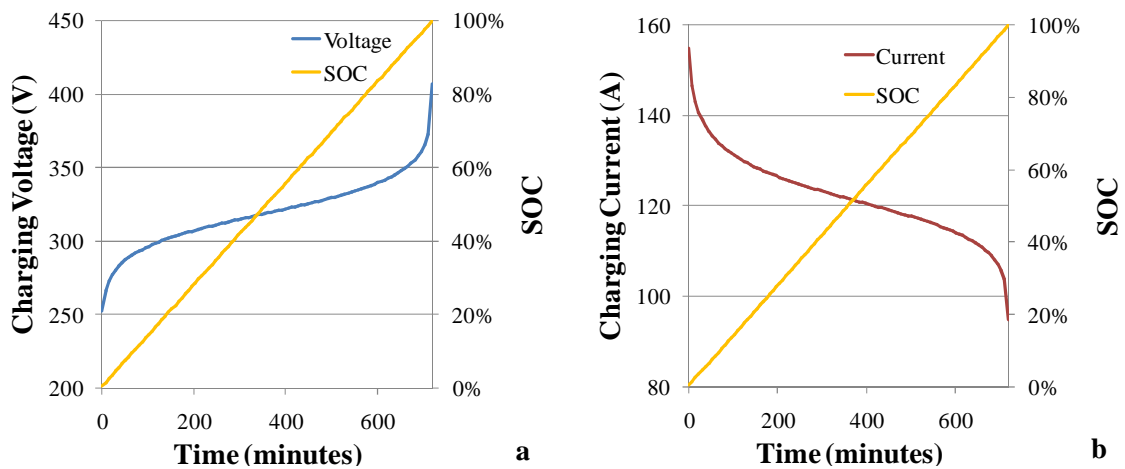 450
400
350
300
250
200
Charging Voltage (V)
Voltage
SOC
100%
80%
60%
40%
20%
0%
SOC
0
200
400
600
Time (minutes)
a
160
140
120
100
80
Charging Current (A)
Current
SOC
100%
80%
60%
40%
20%
0%
SOC
0
200
400
600
Time (minutes)
b